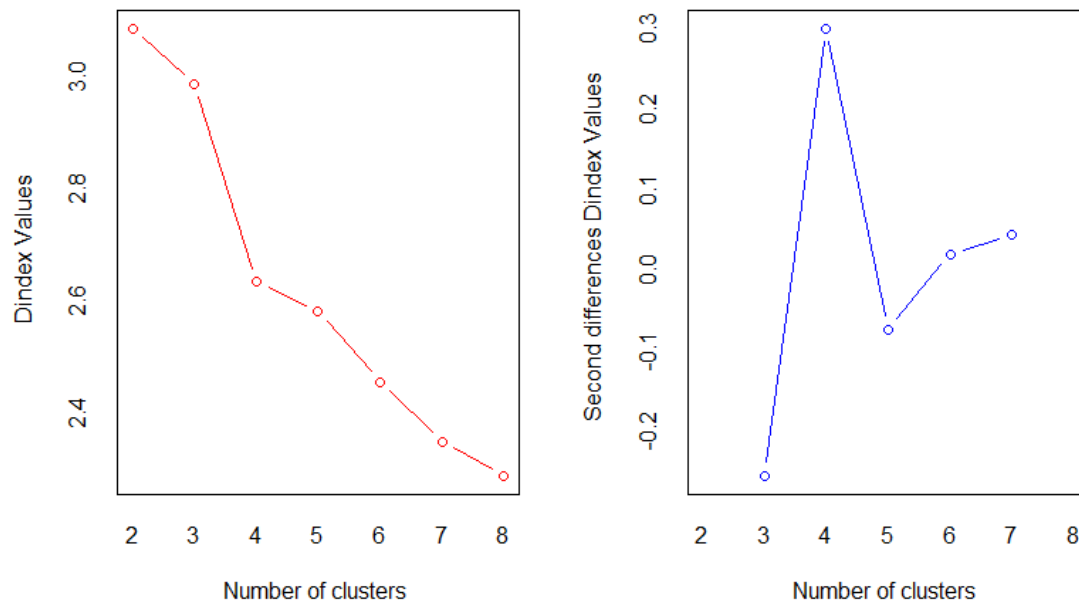 Dindex Values
3.0
2.8
2.6
2.4
2 3 4 5 6 7 8
Number of clusters
Second differences Dindex Values
0.3
0.2
0.1
0.0
-0.1
-0.2
2 3 4 5 6 7 8
Number of clusters